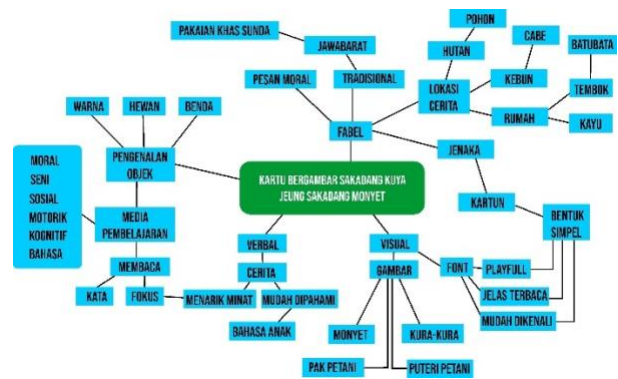 POHON
PAKAIAN KHAS SUNDA
JAWABARAT
HUTAN
CABE
BATUBATA
PESAN MORAL
TRADISIONAL
LOKASI
CERITA
KEBUN
TEMBOK
WARNA
HEWAN
BENDA
RUMAH
KAYU
FABEL
PENGENALAN
OBJEK
JENAKA
MORAL
SENI
SOSIAL
MOTORIK
KOGNITIF
BAHASA
KARTU BERGAMBAR SAKADANG KUYA
JEUNG SAKADANG MONYET
KARTUN
MEDIA
PEMBELAJARAN
BENTUK
SIMPEL
VERBAL
VISUAL
MEMBACA
CERITA
GAMBAR
FONT
PLAYFULL
KATA
FOKUS
MENARIK MINAT
MUDAH DIPAHAMI
JELAS TERBACA
MUDAH DIKENALI
BAHASA ANAK
MONYET
KURA-KURA
PAK PETANI
PUTERI PETANI